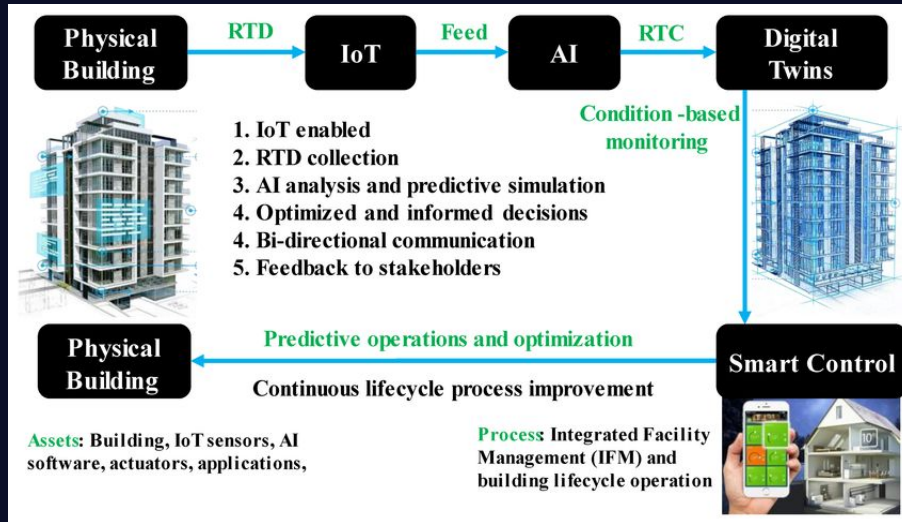 Physical
Building
RTD
IoT
Feed
AI
RTC
Digital
Twins
Condition -based
monitoring
1. IoT enabled
2. RTD collection
3. AI analysis and predictive simulation
4. Optimized and informed decisions
4. Bi-directional communication
5. Feedback to stakeholders
Physical
Building
Predictive operations and optimization
Continuous lifecycle process improvement
Smart Control
Assets: Building, IoT sensors, AI
software, actuators, applications,
Process: Integrated Facility
Management (IFM) and
building lifecycle operation
10°